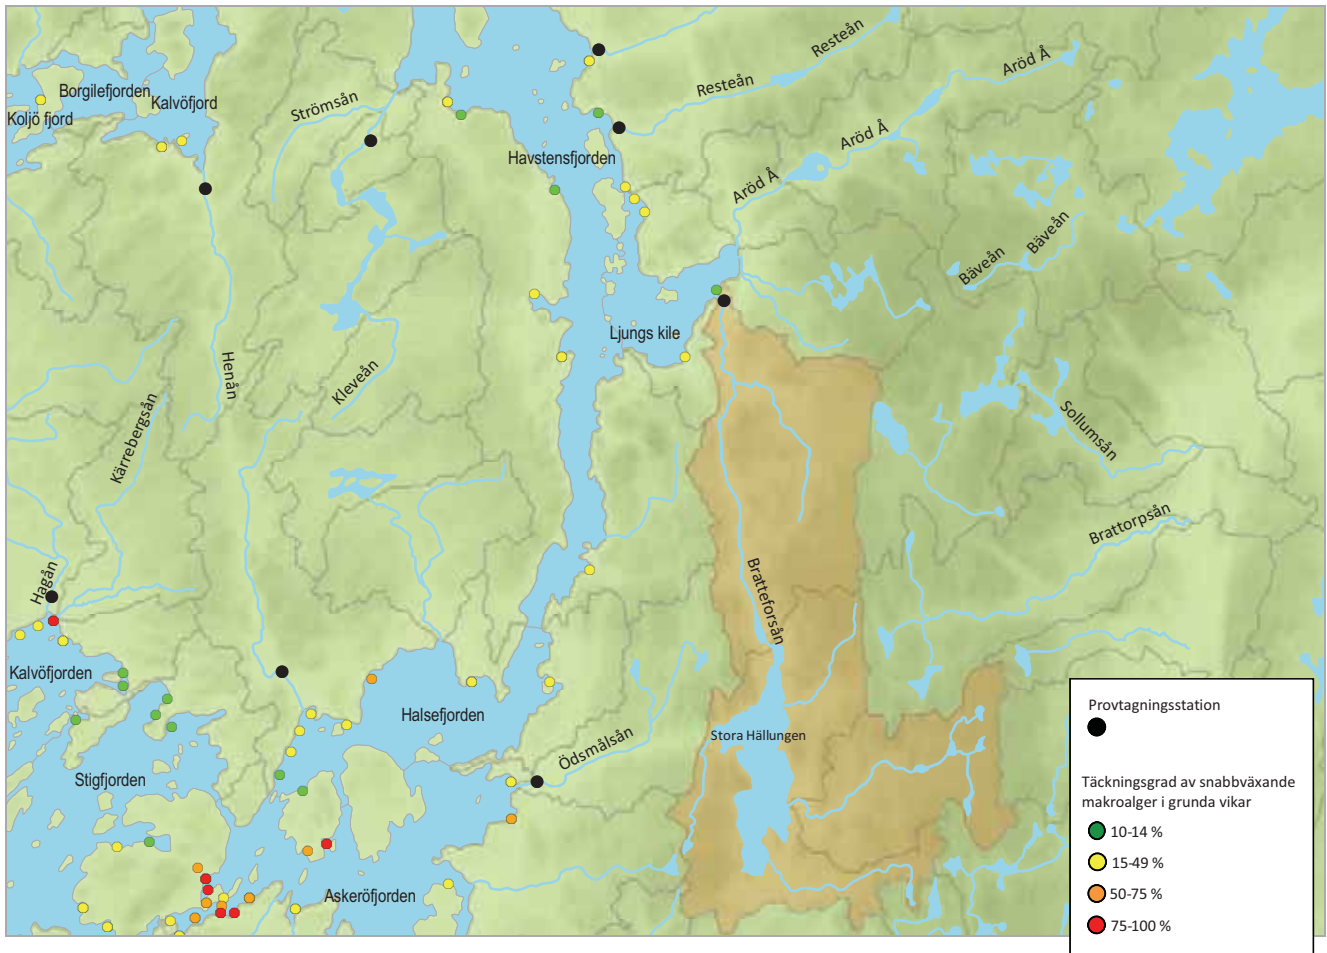 Resteån
Resteån
Aröd Å
Borgilefjorden
Kalvöfjord
Koljö fjord
Strömsån
Aröd Å
Havstensfjorden
Aröd Å
Bäveån
Bäveån
Ljungs kile
Henån
Kleveån
Kärrebergsån
Sollumsån
Brattorpsån
Hagån
Bratteforsån
Kalvöfjorden
Halsefjorden
Stora Hällungen
Ödsmålsån
Stigfjorden
Askeröfjorden
Provtagningsstation
Täckningsgrad av snabbväxande
makroalger i grunda vikar
10-14 %
15-49 %
50-75 %
75-100 %